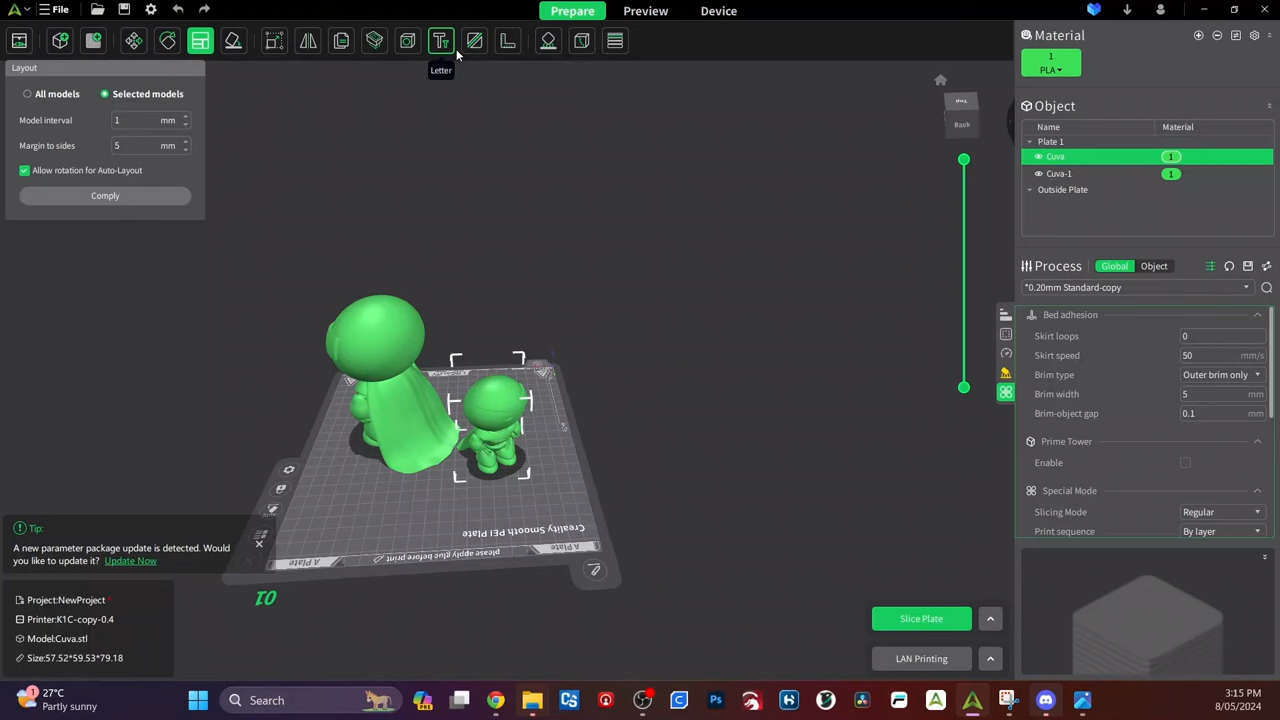 File
Prepare
Preview
Device
Letter
Layout
All models
Selected models
Model interval
1
mm
Margin to sides
5
mm
Allow rotation for Auto-Layout
Comply
Top
Back
Material
1
PLA
Object
Name
Material
Plate 1
Cuva
1
Cuva-1
1
Outside Plate
Process
Global
Object
*0.20mm Standard-copy
Bed adhesion
Skirt loops
0
Skirt speed
50
mm/s
Brim type
Outer brim only
Brim width
5
mm
Brim-object gap
0.1
mm
Prime Tower
Enable
Special Mode
Slicing Mode
Regular
Print sequence
By layer
Creality Smooth PEI Plate
please apply glue before print
A Plate
A Plate
01
Tip:
A new parameter package update is detected. Would
you like to update it? Update Now
Project:NewProject *
Printer:K1C-copy-0.4
Model:Cuva.stl
Size:57.52*59.53*79.18
Slice Plate
LAN Printing
1
27°C
Partly sunny
Search
PRE
3:15 PM
8/05/2024